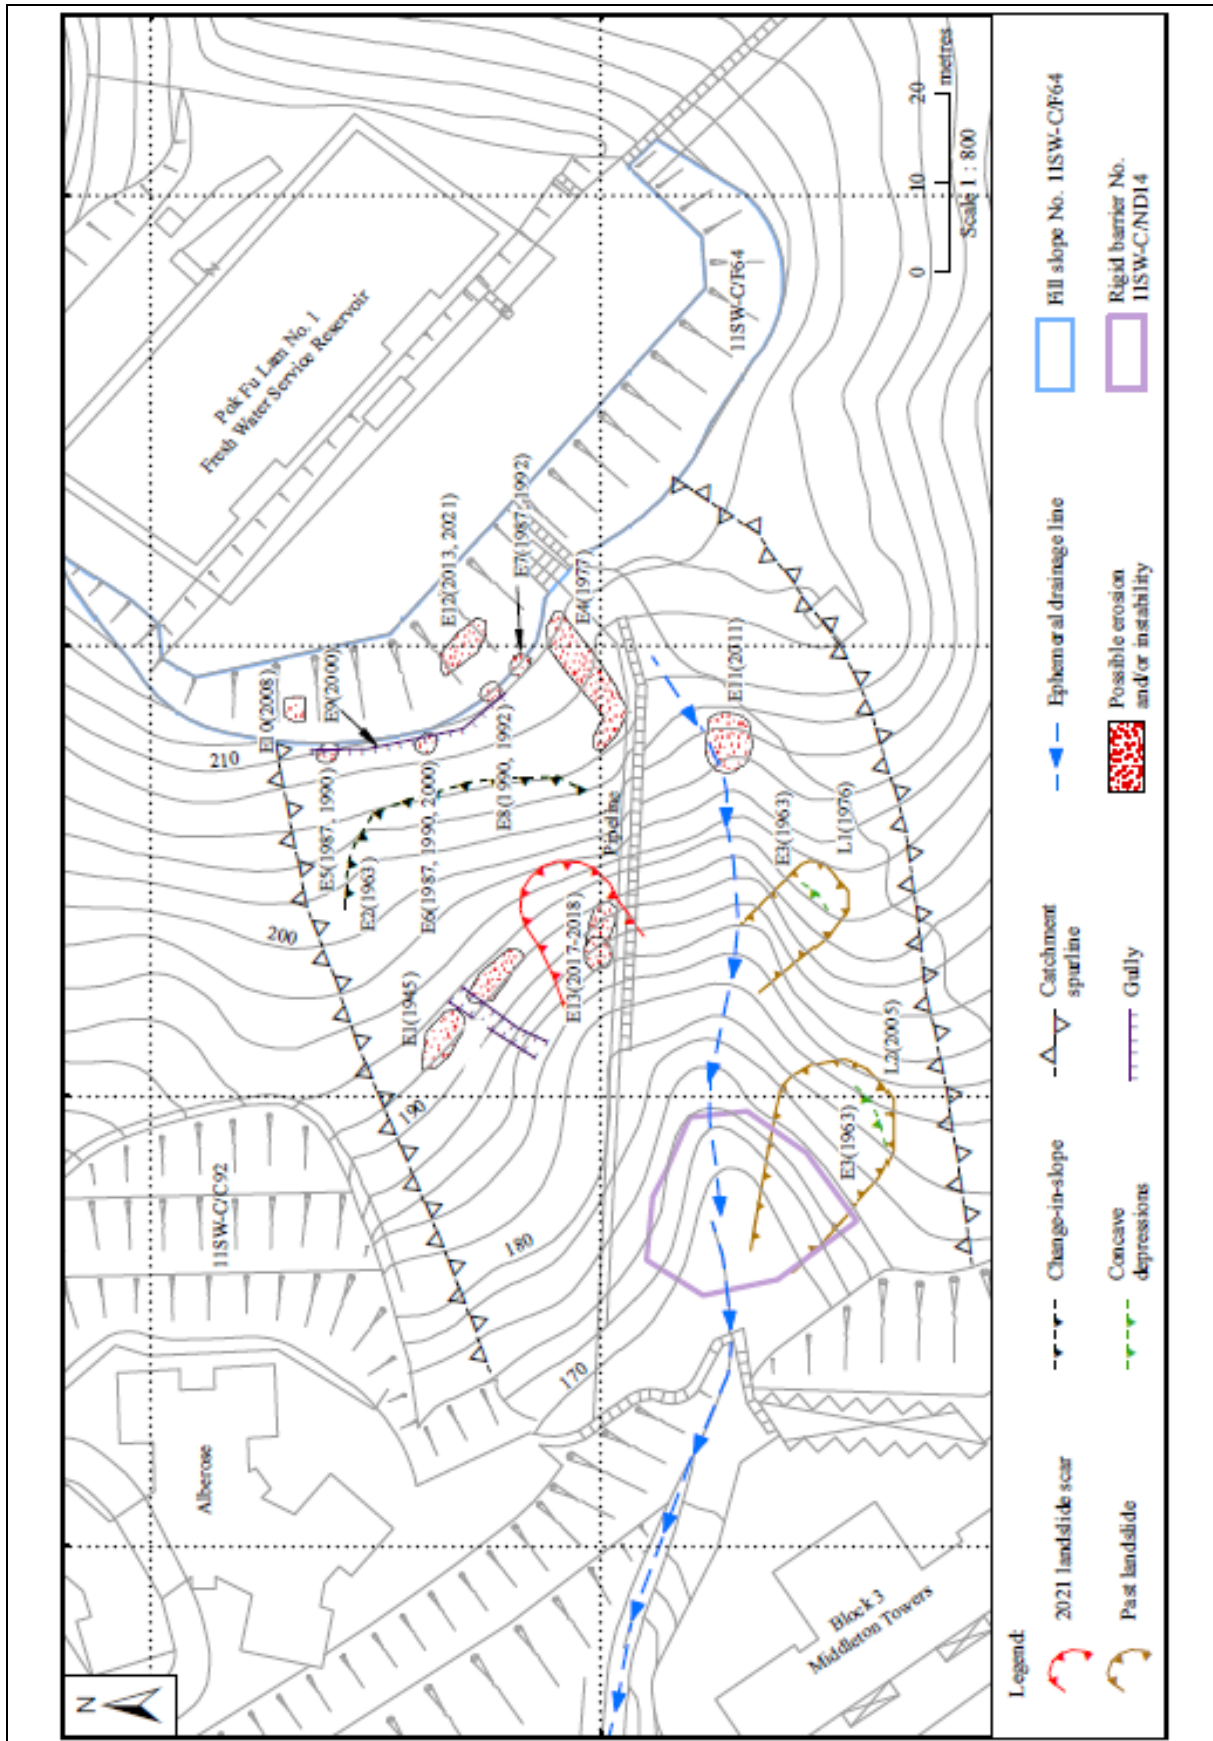 N
Alberose
11SW-C/C92
Pok Fu Lam No. 1
Fresh Water Service Reservoir
E10(2008)
E9(2000)
E12(2013, 2021)
E7(1987, 1992)
E4(1977)
210
E5(1987, 1990)
E2(1963)
E6(1987, 1990, 2000)
E8(1990, 1992)
Pipeline
200
E1(1945)
E13(2017-2018)
190
180
170
11SW-C/F64
E11(2011)
E3(1963)
L1(1976)
L2(2005)
E3(1963)
Block 3
Middleton Towers
0 10 20 metres
Scale 1 : 800
Legend:
2021 landslide scar
Change-in-slope
Catchment
spurline
Ephemeral drainage line
Fill slope No. 11SW-C/F64
Past landslide
Concave
depressions
Gully
Possible erosion
and/or instability
Rigid barrier No.
11SW-C/ND14